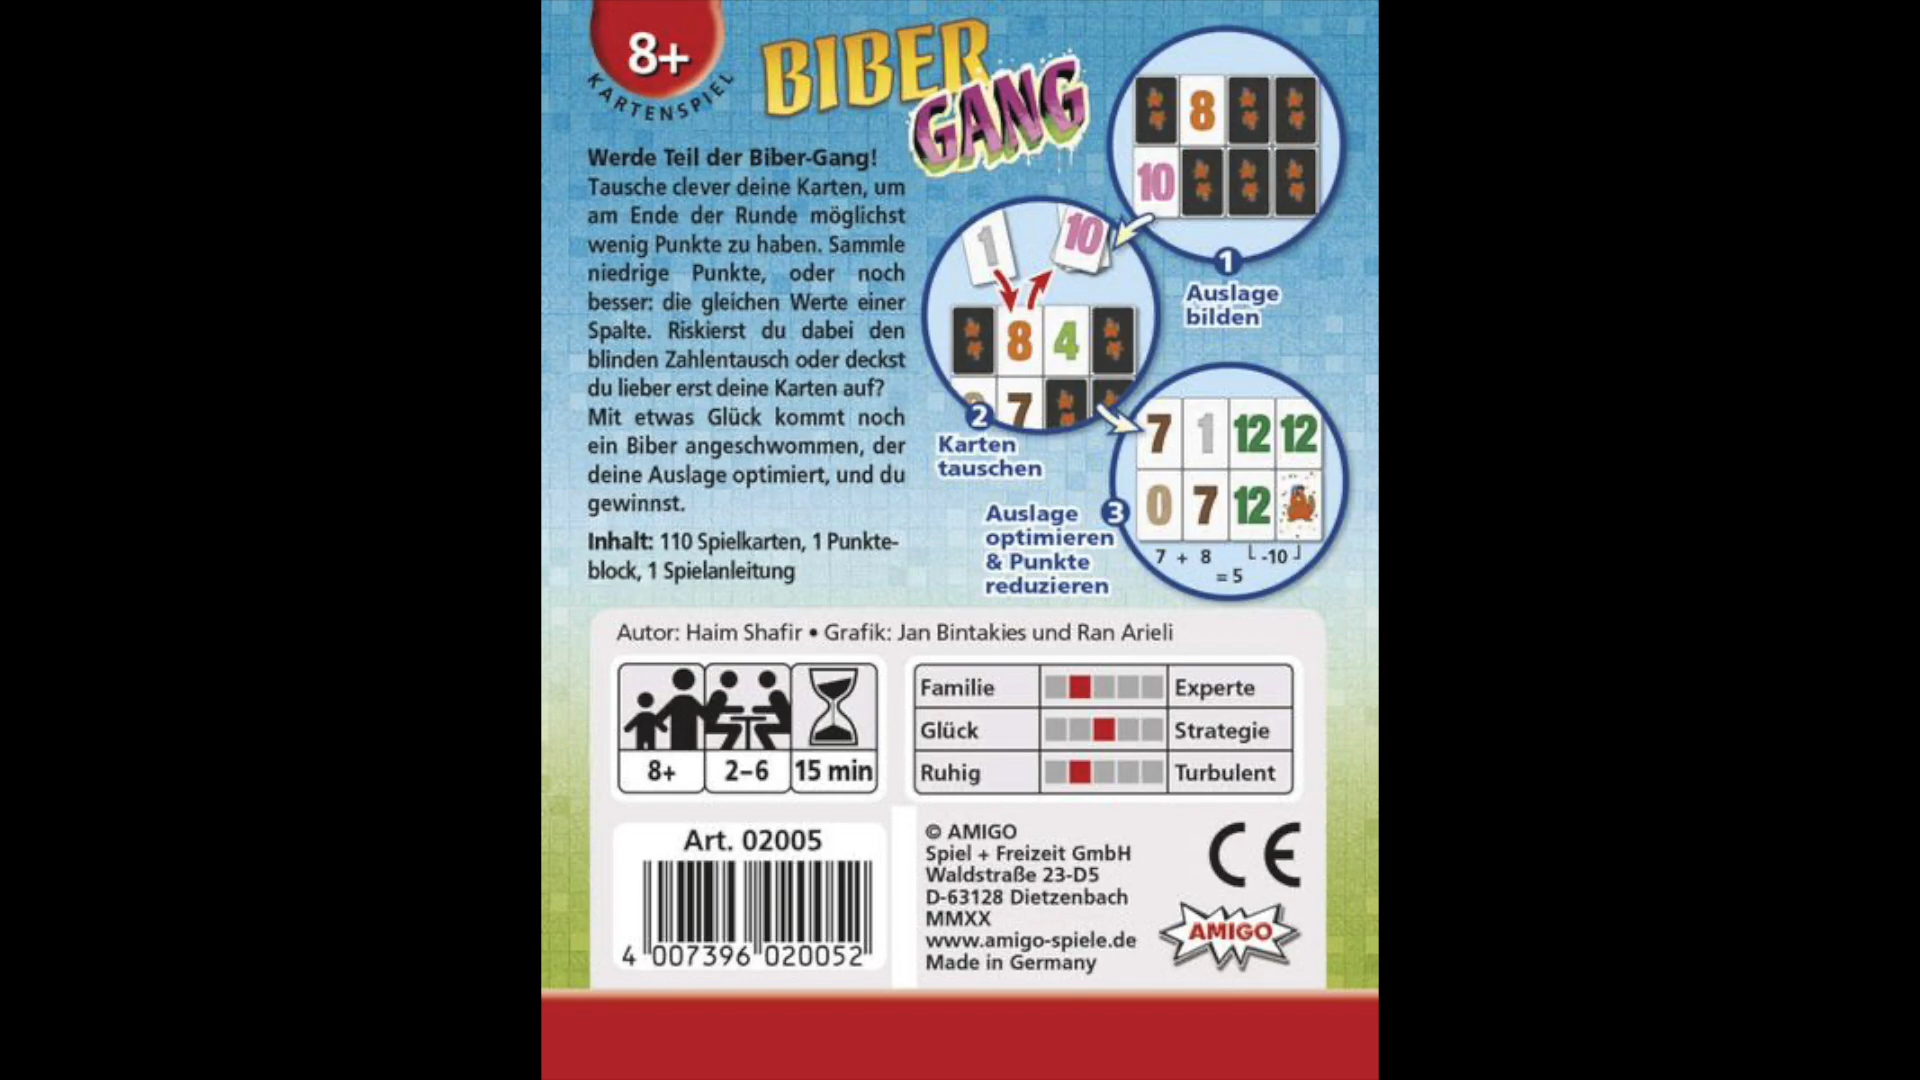 8+
KARTENSPIEL
BIBER
GANG
Werde Teil der Biber-Gang!
Tausche clever deine Karten, um
am Ende der Runde möglichst
wenig Punkte zu haben. Sammle
niedrige Punkte, oder noch
besser: die gleichen Werte einer
Spalte. Riskierst du dabei den
blinden Zahlentausch oder deckst
du lieber erst deine Karten auf?
Mit etwas Glück kommt noch
ein Biber angeschwommen, der
deine Auslage optimiert, und du
gewinnst.
Inhalt: 110 Spielkarten, 1 Punkte-
block, 1 Spielanleitung
8
10
1
Auslage
bilden
1 10
8 4
7
2
Karten
tauschen
7 1 12 12
0 7 12
7 + 8 -10
= 5
3
Auslage
optimieren
& Punkte
reduzieren
Autor: Haim Shafir • Grafik: Jan Bintakies und Ran Arieli
8+ 2–6 15 min
Familie Experte
Glück Strategie
Ruhig Turbulent
Art. 02005
4 007396 020052
© AMIGO
Spiel + Freizeit GmbH
Waldstraße 23-D5
D-63128 Dietzenbach
MMXX
www.amigo-spiele.de
Made in Germany
CE
AMIGO